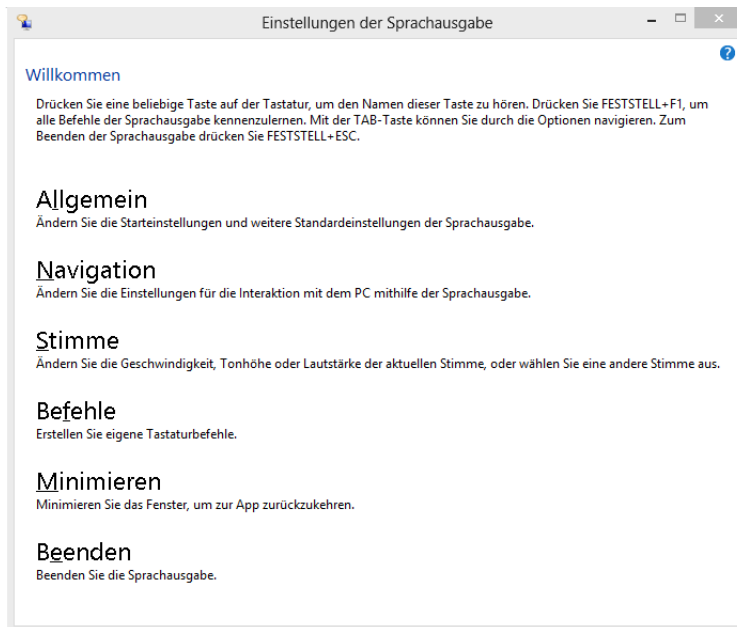 Einstellungen der Sprachausgabe
Willkommen
Drücken Sie eine beliebige Taste auf der Tastatur, um den Namen dieser Taste zu hören. Drücken Sie FESTSTELL+F1, um
alle Befehle der Sprachausgabe kennenzulernen. Mit der TAB-Taste können Sie durch die Optionen navigieren. Zum
Beenden der Sprachausgabe drücken Sie FESTSTELL+ESC.
Allgemein
Ändern Sie die Starteinstellungen und weitere Standardeinstellungen der Sprachausgabe.
Navigation
Ändern Sie die Einstellungen für die Interaktion mit dem PC mithilfe der Sprachausgabe.
Stimme
Ändern Sie die Geschwindigkeit, Tonhöhe oder Lautstärke der aktuellen Stimme, oder wählen Sie eine andere Stimme aus.
Befehle
Erstellen Sie eigene Tastaturbefehle.
Minimieren
Minimieren Sie das Fenster, um zur App zurückzukehren.
Beenden
Beenden Sie die Sprachausgabe.